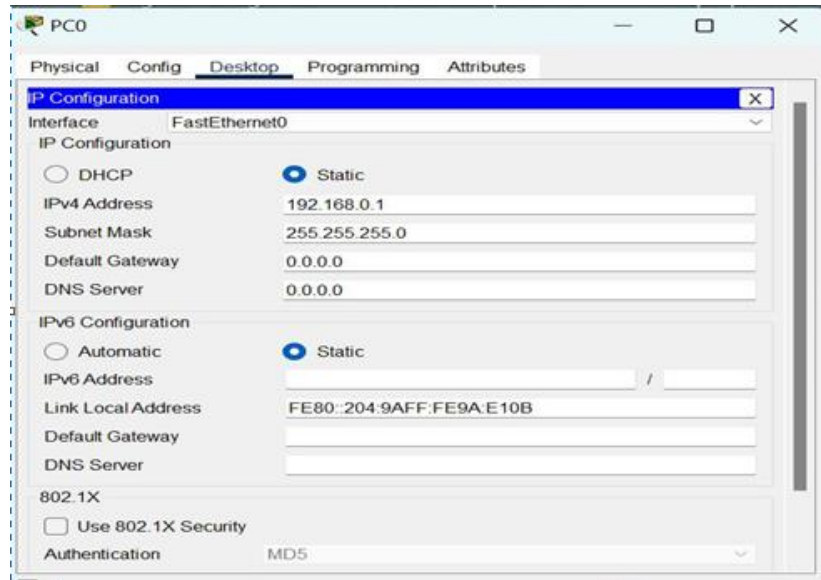 PC0
Physical Config Desktop Programming Attributes
IP Configuration X
Interface FastEthernet0
IP Configuration
DHCP Static
IPv4 Address 192.168.0.1
Subnet Mask 255.255.255.0
Default Gateway 0.0.0.0
DNS Server 0.0.0.0
IPv6 Configuration
Automatic Static
IPv6 Address /
Link Local Address FE80::204:9AFF:FE9A:E10B
Default Gateway
DNS Server
802.1X
Use 802.1X Security
Authentication MD5